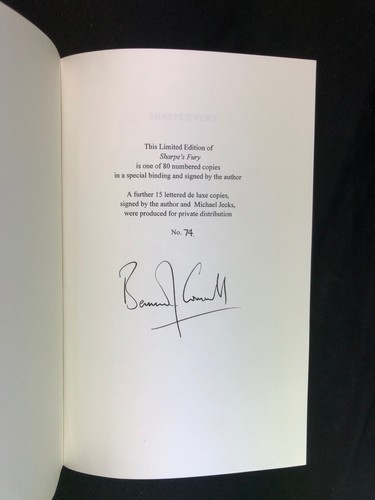 This Limited Edition of
Sharpe's Fury
is one of 80 numbered copies
in a special binding and signed by the author
A further 15 lettered de luxe copies,
signed by the author and Michael Jecks,
were produced for private distribution
No. 74.
Bernard Cornwell